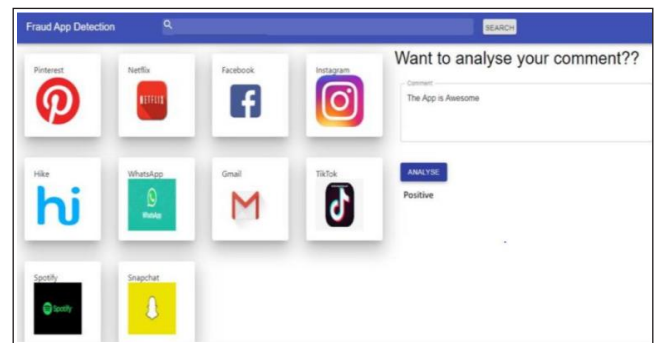 Fraud App Detection
SEARCH
Pinterest
Netflix
Facebook
Instagram
NETFLIX
Want to analyse your comment??
Comment
The App is Awesome
Hike
WhatsApp
Gmail
TikTok
hi
WhatsApp
ANALYSE
Positive
Spotify
Snapchat
Spotify